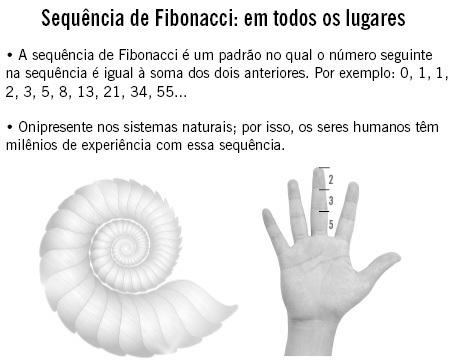 Sequência de Fibonacci: em todos os lugares
• A sequência de Fibonacci é um padrão no qual o número seguinte
na sequência é igual à soma dos dois anteriores. Por exemplo: 0, 1, 1,
2, 3, 5, 8, 13, 21, 34, 55...
• Onipresente nos sistemas naturais; por isso, os seres humanos têm
milênios de experiência com essa sequência.
2
3
5